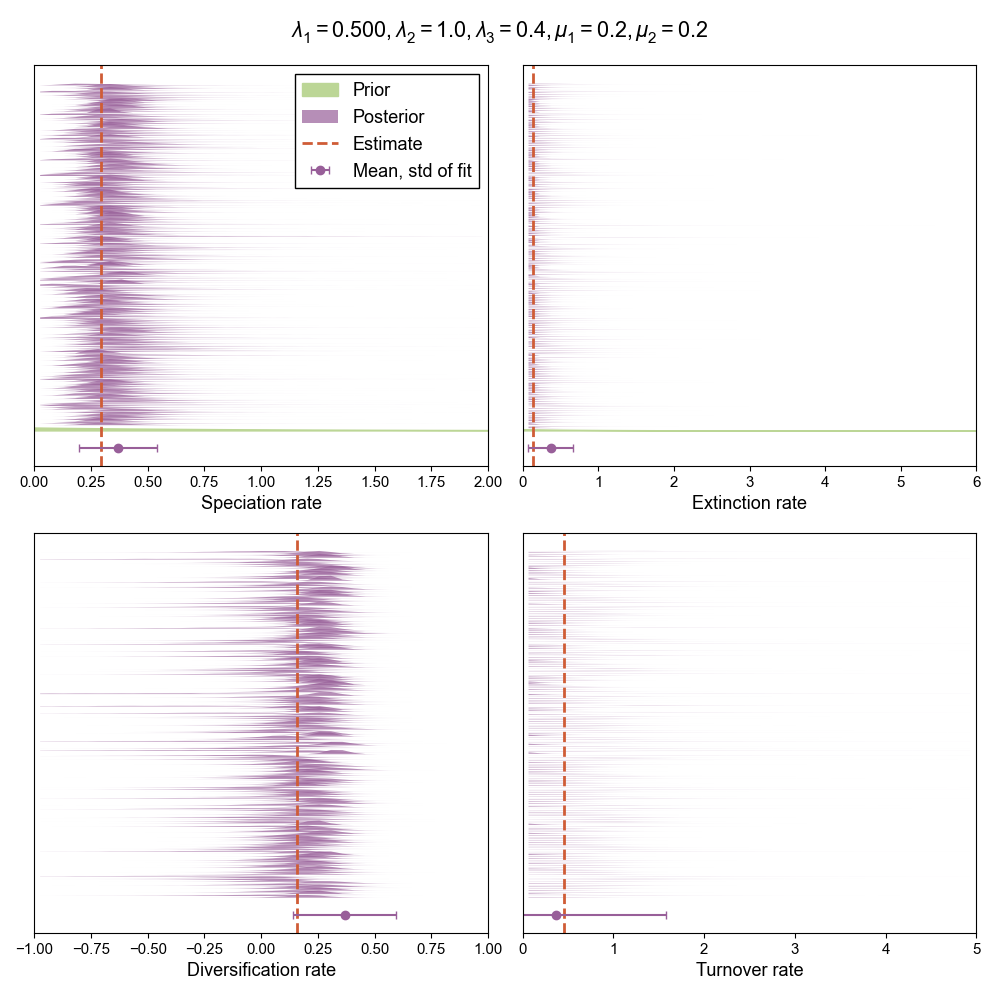 λ₁ = 0.500, λ₂ = 1.0, λ₃ = 0.4, μ₁ = 0.2, μ₂ = 0.2
Prior
Posterior
Estimate
Mean, std of fit
0.00 0.25 0.50 0.75 1.00 1.25 1.50 1.75 2.00
Speciation rate
0 1 2 3 4 5 6
Extinction rate
−1.00 −0.75 −0.50 −0.25 0.00 0.25 0.50 0.75 1.00
Diversification rate
0 1 2 3 4 5
Turnover rate